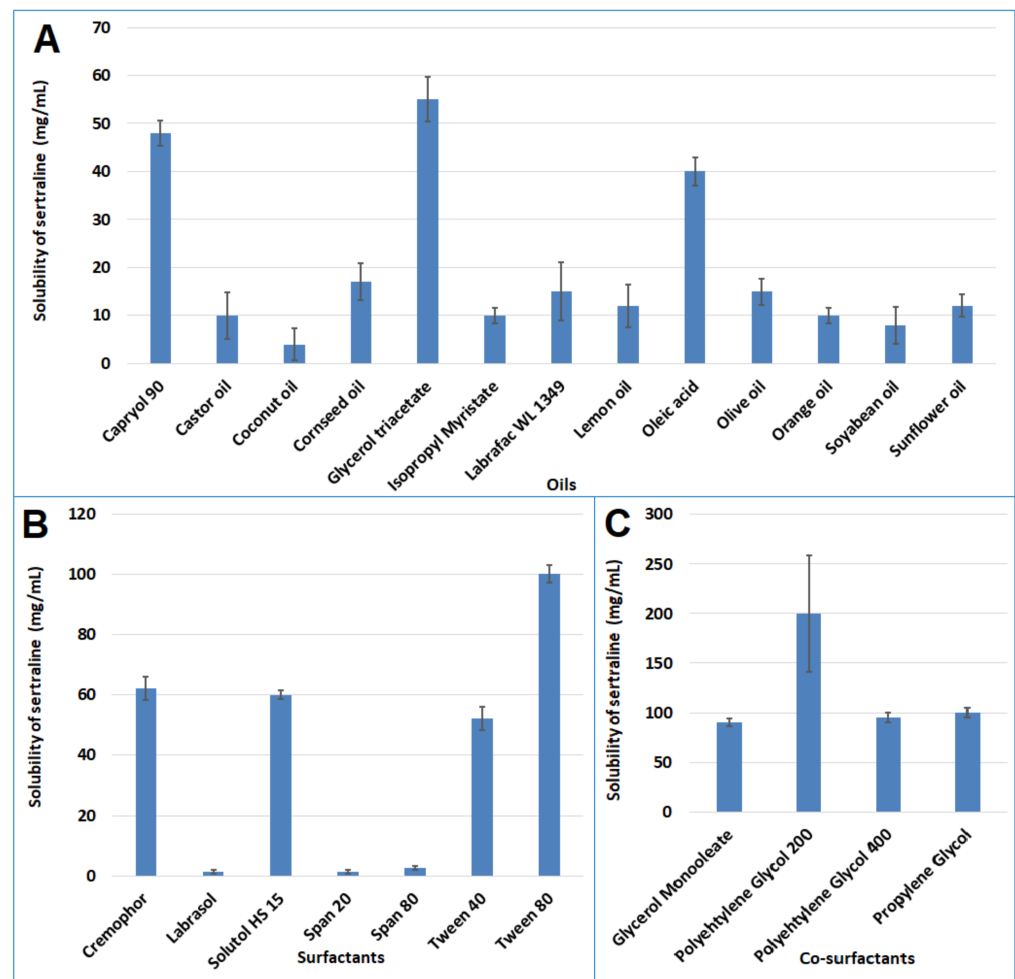 A
Solubility of sertraline (mg/mL)
70
60
50
40
30
20
10
0
Capryol 90
Castor oil
Coconut oil
Cornseed oil
Glycerol triacetate
Isopropyl Myristate
Labrafac WL 1349
Lemon oil
Oleic acid
Olive oil
Orange oil
Soyabean oil
Sunflower oil
Oils
B
Solubility of sertraline (mg/mL)
120
100
80
60
40
20
0
Cremophor
Labrasol
Solutol HS 15
Span 20
Span 80
Tween 40
Tween 80
Surfactants
C
Solubility of sertraline (mg/mL)
300
250
200
150
100
50
0
Glycerol Monooleate
Polyehtylene Glycol 200
Polyehtylene Glycol 400
Propylene Glycol
Co-surfactants